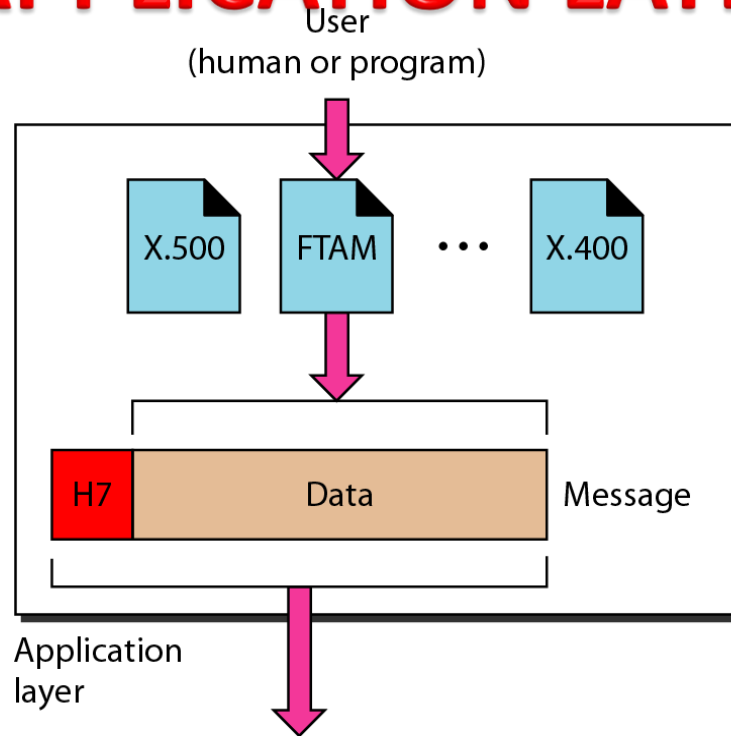 User
(human or program)
X.500
FTAM
...
X.400
H7
Data
Message
Application
layer